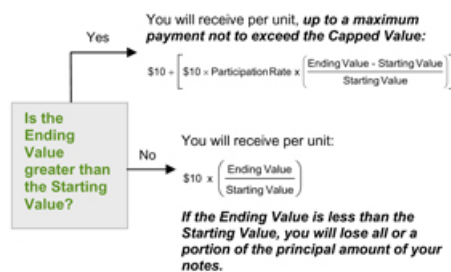 You will receive per unit, up to a maximum
payment not to exceed the Capped Value:
Yes
$10 + [$10 × Participation Rate x (Ending Value - Starting Value
Starting Value)]
Is the
Ending
Value
greater than
the Starting
Value?
No
You will receive per unit:
$10 x (Ending Value
Starting Value)
If the Ending Value is less than the
Starting Value, you will lose all or a
portion of the principal amount of your
notes.